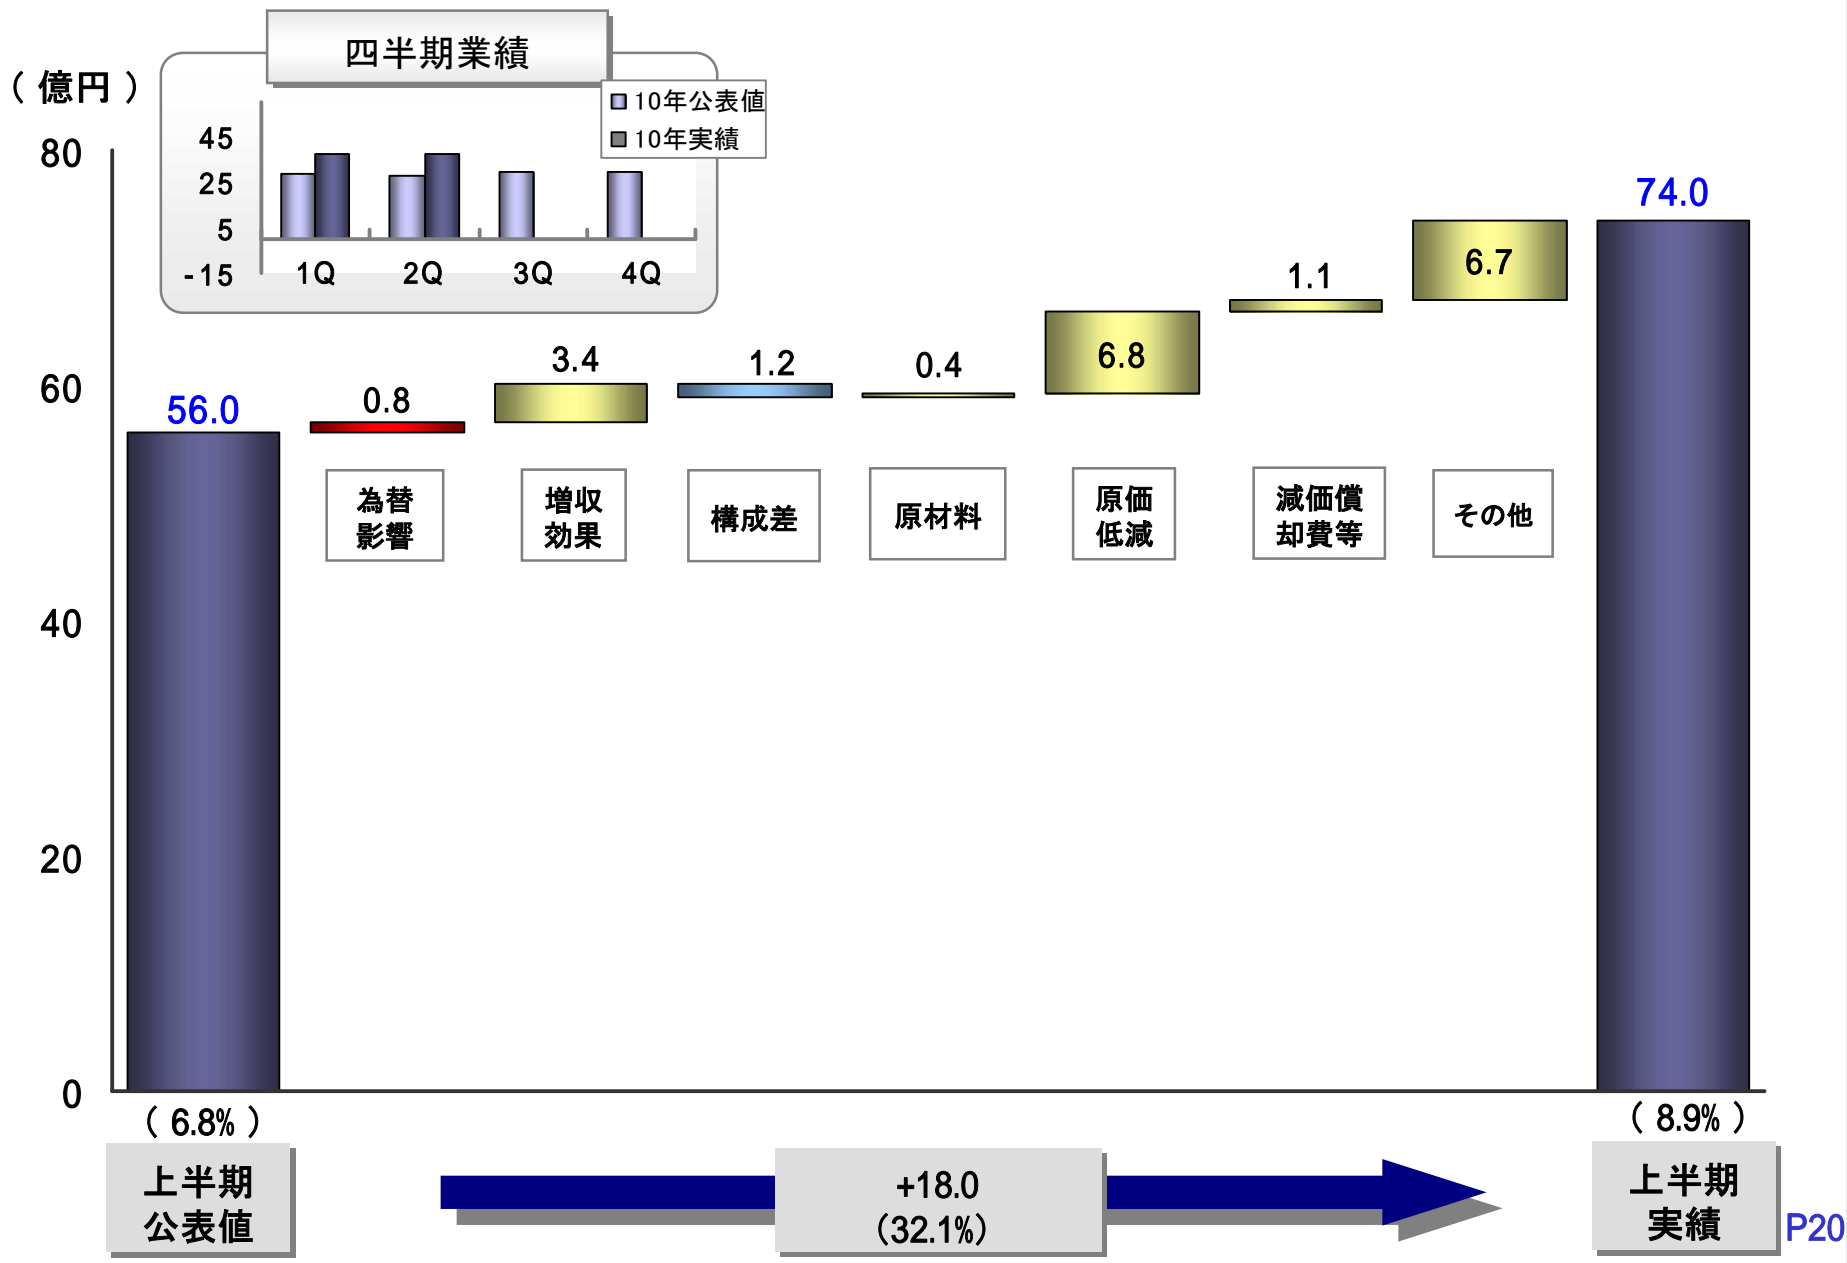 四半期業績
（億円）
10年公表値
10年実績
45
25
5
-15
1Q 2Q 3Q 4Q
80
60
40
20
0
56.0
0.8
3.4
1.2
0.4
6.8
1.1
6.7
74.0
為替
影響
増収
効果
構成差
原材料
原価
低減
減価償
却費等
その他
（6.8%）
（8.9%）
上半期
公表値
+18.0
（32.1%）
上半期
実績
P20